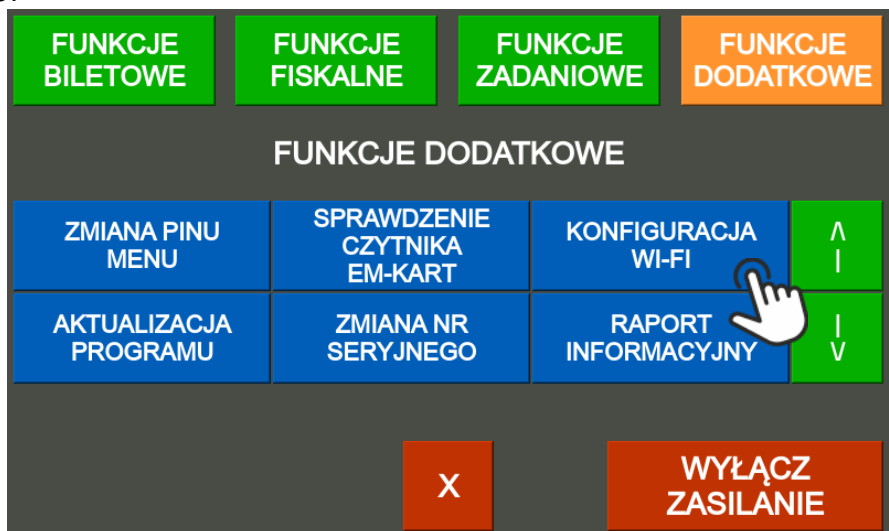 FUNKCJE
BILETOWE
FUNKCJE
FISKALNE
FUNKCJE
ZADANIOWE
FUNKCJE
DODATKOWE
FUNKCJE DODATKOWE
ZMIANA PINU
MENU
SPRAWDZENIE
CZYTNIKA
EM-KART
KONFIGURACJA
WI-FI
AKTUALIZACJA
PROGRAMU
ZMIANA NR
SERYJNEGO
RAPORT
INFORMACYJNY
X
WYŁĄCZ
ZASILANIE